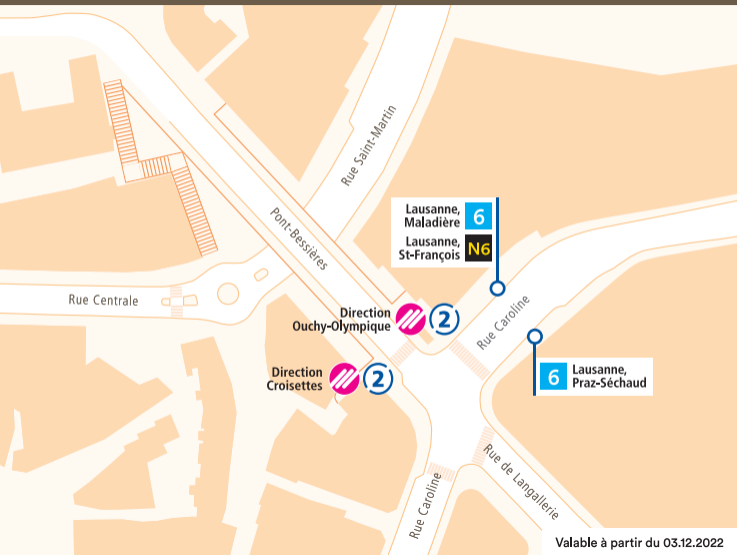 Rue Saint-Martin
Pont-Bessières
Lausanne,
Maladière 6
Lausanne,
St-François N6
Rue Centrale
Direction
Ouchy-Olympique 2
Rue Caroline
Direction
Croisettes 2
6 Lausanne,
Praz-Séchaud
Rue Caroline
Rue de Langallerie
Valable à partir du 03.12.2022